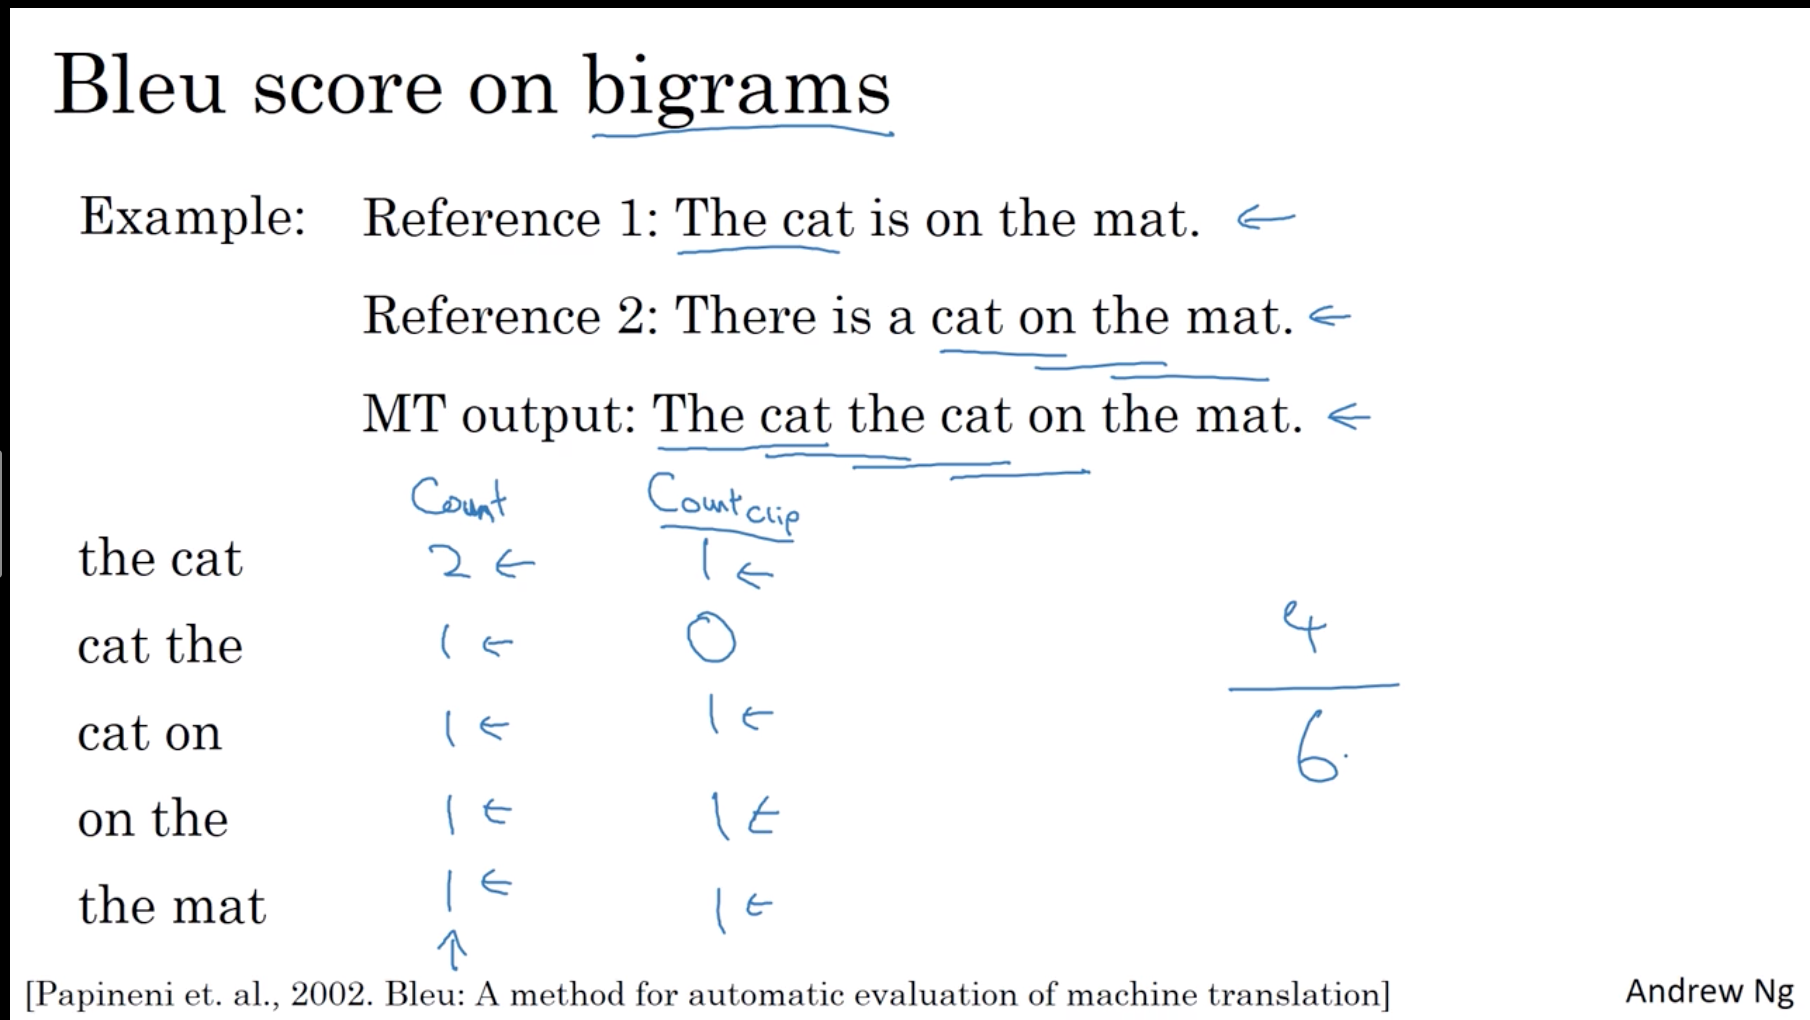 Bleu score on bigrams
Example: Reference 1: The cat is on the mat. ←
Reference 2: There is a cat on the mat. ←
MT output: The cat the cat on the mat. ←
Count Count clip
the cat 2 ← 1 ←
cat the 1 ← 0
cat on 1 ← 1 ←
on the 1 ← 1 ←
the mat 1 ← 1 ←
↑
4
6
[Papineni et. al., 2002. Bleu: A method for automatic evaluation of machine translation]
Andrew Ng